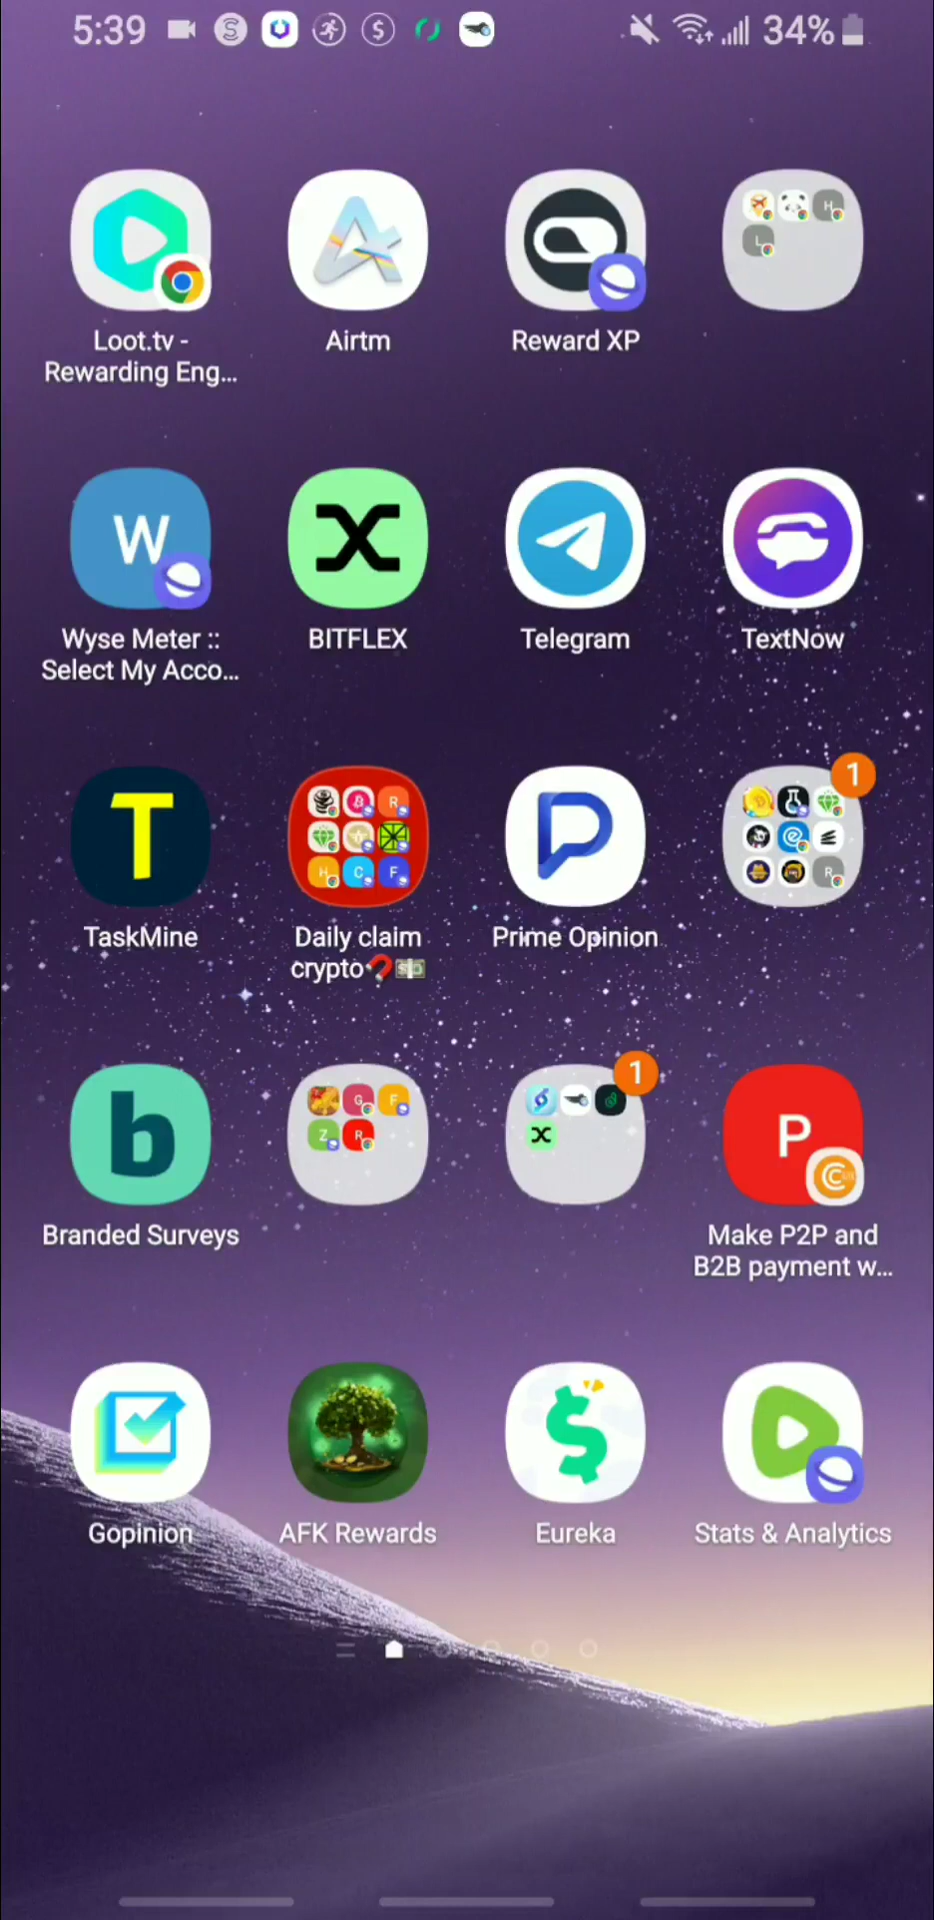 5:39
34%
Loot.tv -
Rewarding Eng...
Airtm
Reward XP
H
L
W
Wyse Meter ::
Select My Acco...
BITFLEX
Telegram
TextNow
T
TaskMine
R
H C F
Daily claim
crypto
Prime Opinion
1
R
b
Branded Surveys
G F
Z R
1
P
Make P2P and
B2B payment w...
Gopinion
AFK Rewards
Eureka
Stats & Analytics